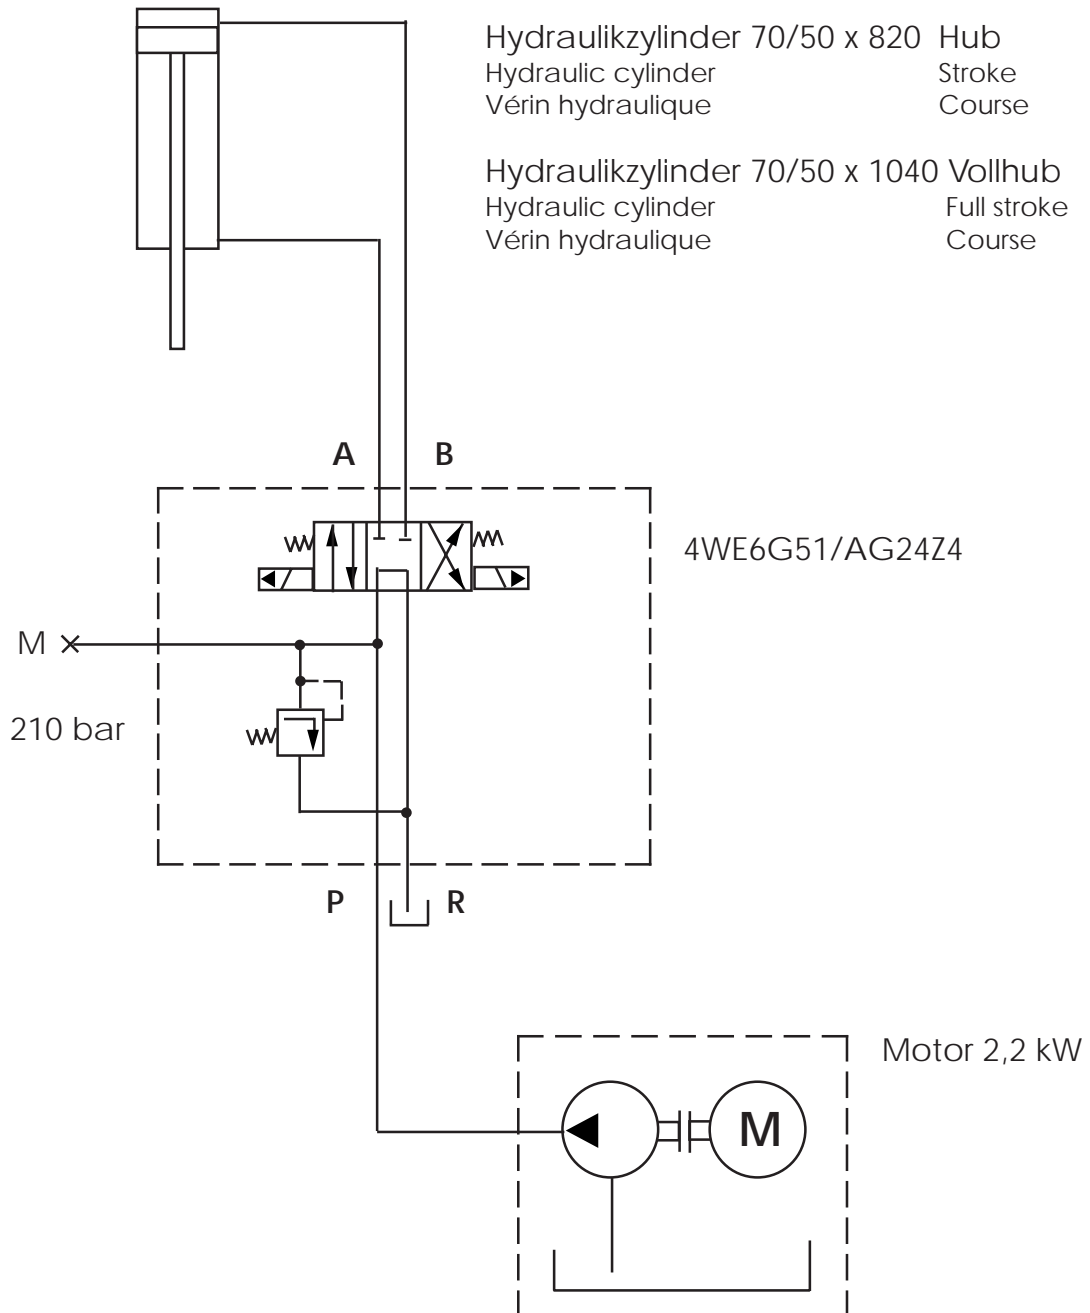 Hydraulikzylinder 70/50 x 820 Hub
Hydraulic cylinder Stroke
Vérin hydraulique Course
Hydraulikzylinder 70/50 x 1040 Vollhub
Hydraulic cylinder Full stroke
Vérin hydraulique Course
A B
4WE6G51/AG24Z4
M
210 bar
P R
Motor 2,2 kW
M